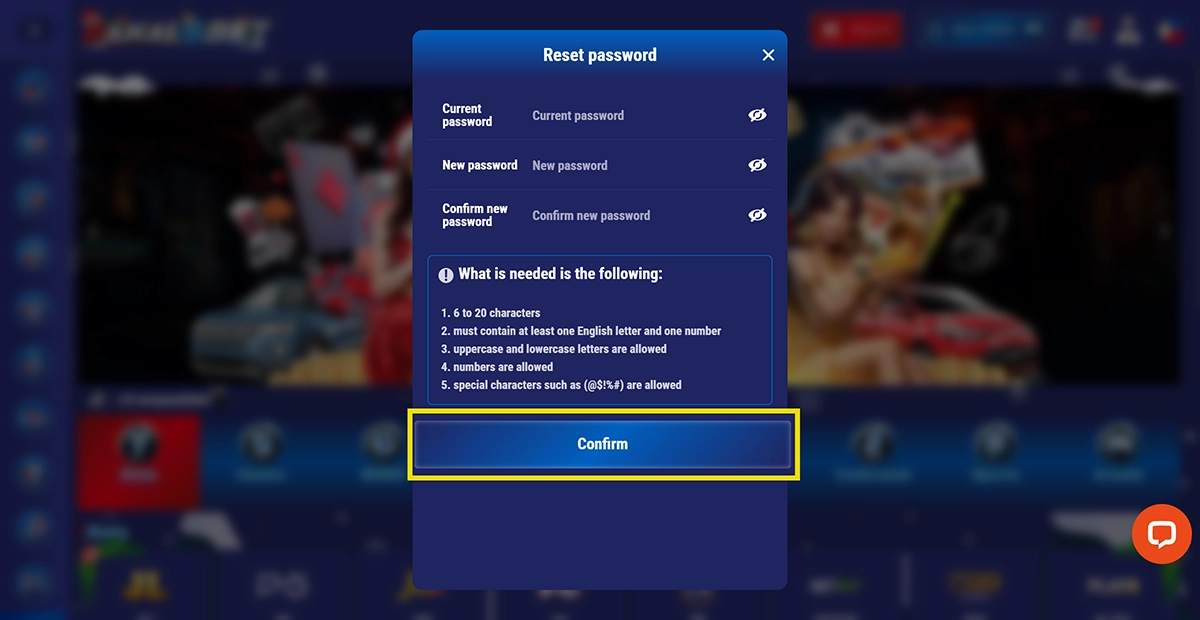 Reset password
Current
password
Current password
New password
New password
Confirm new
password
Confirm new password
What is needed is the following:
1. 6 to 20 characters
2. must contain at least one English letter and one number
3. uppercase and lowercase letters are allowed
4. numbers are allowed
5. special characters such as (@$!%#) are allowed
Confirm